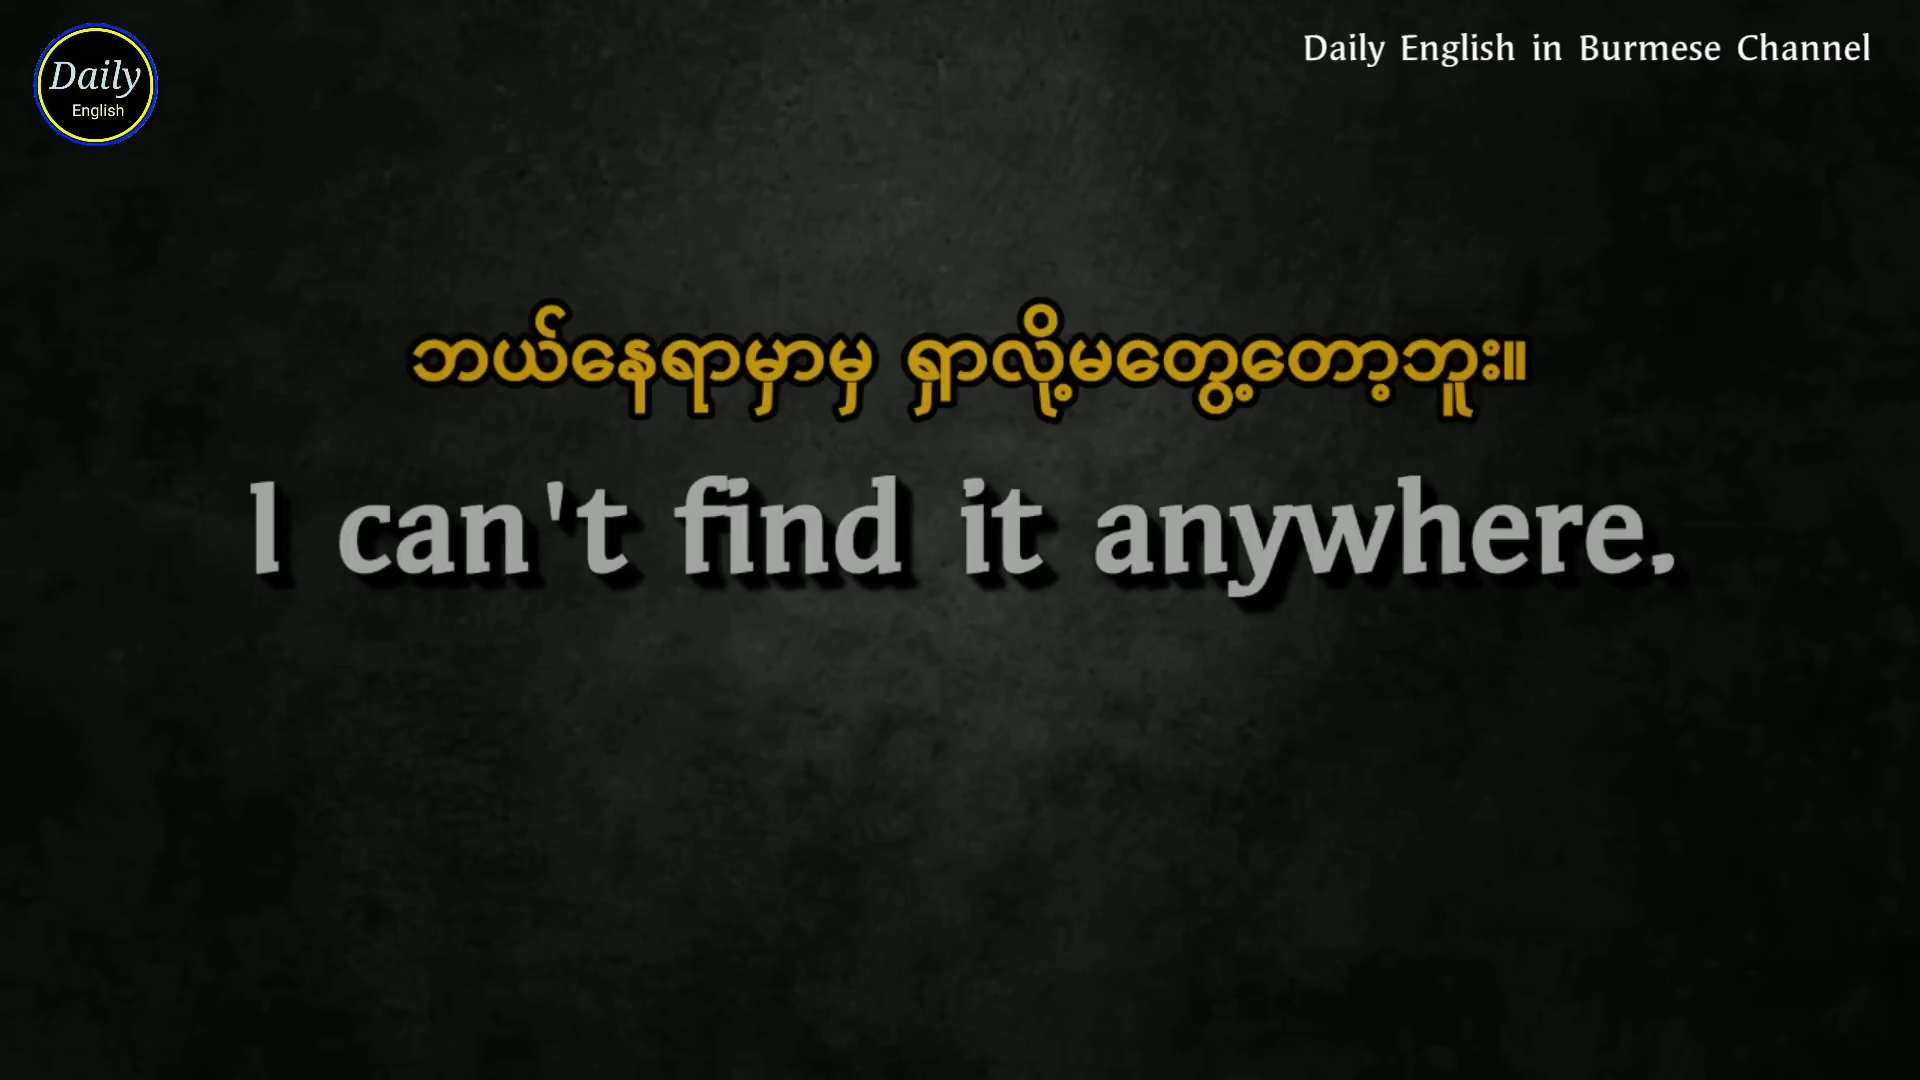 Daily
English
Daily English in Burmese Channel
ဘယ်နေရာမှာမှ ရှာလို့မတွေ့တော့ဘူး။
I can't find it anywhere.